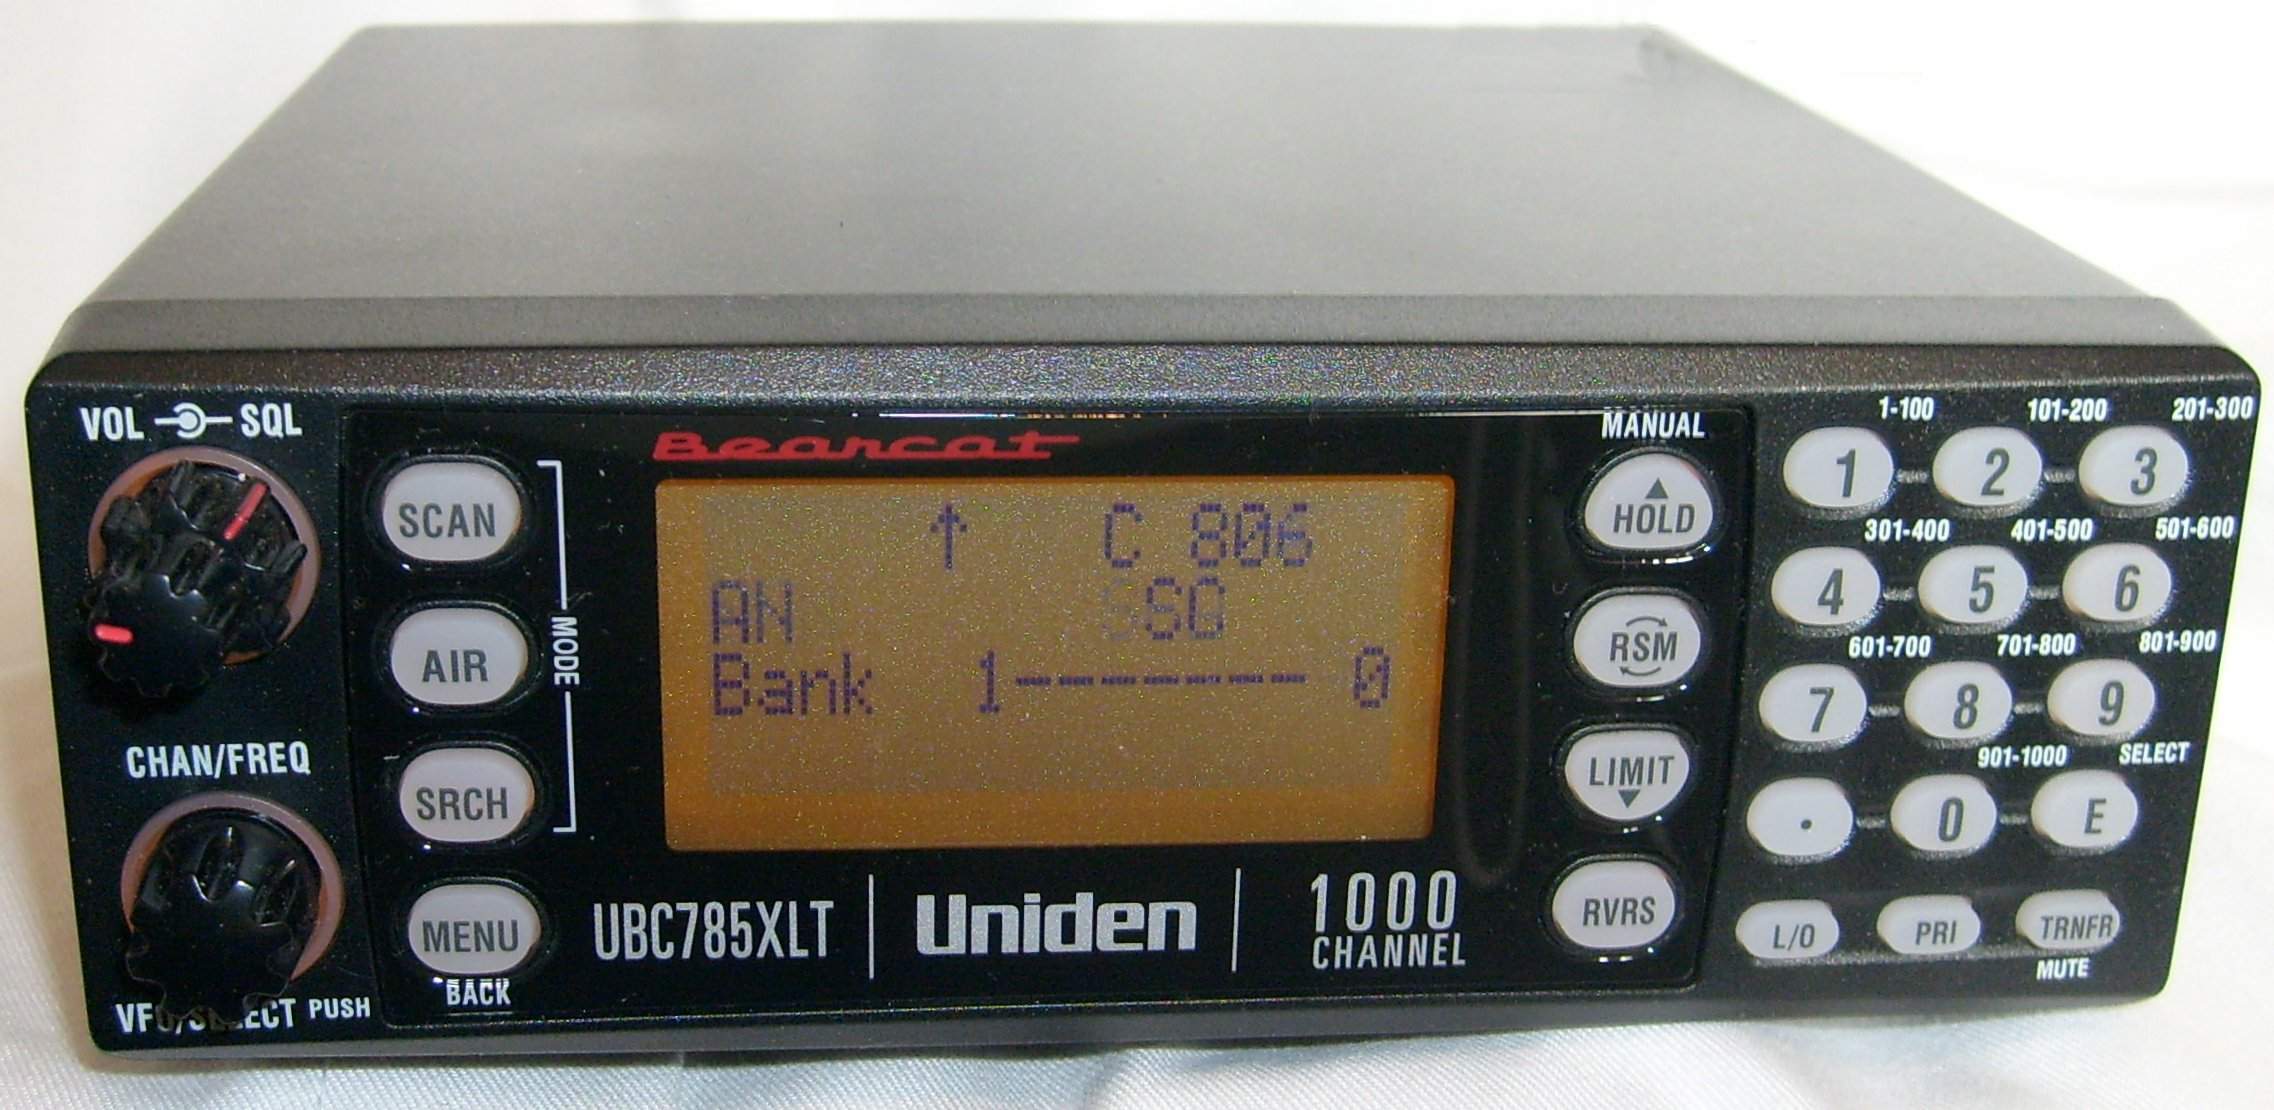 VOL SQL
CHAN/FREQ
VFO/SELECT PUSH
SCAN
AIR
SRCH
MENU
BACK
MODE
Bearcat
↑ C 806
AN SQ
Bank 1------- 0
UBC785XLT | Uniden | 1000
CHANNEL
MANUAL
HOLD
RSM
LIMIT
RVRS
1-100 101-200 201-300
1 2 3
301-400 401-500 501-600
4 5 6
601-700 701-800 801-900
7 8 9
901-1000 SELECT
. 0 E
L/O PRI TRNFR
MUTE